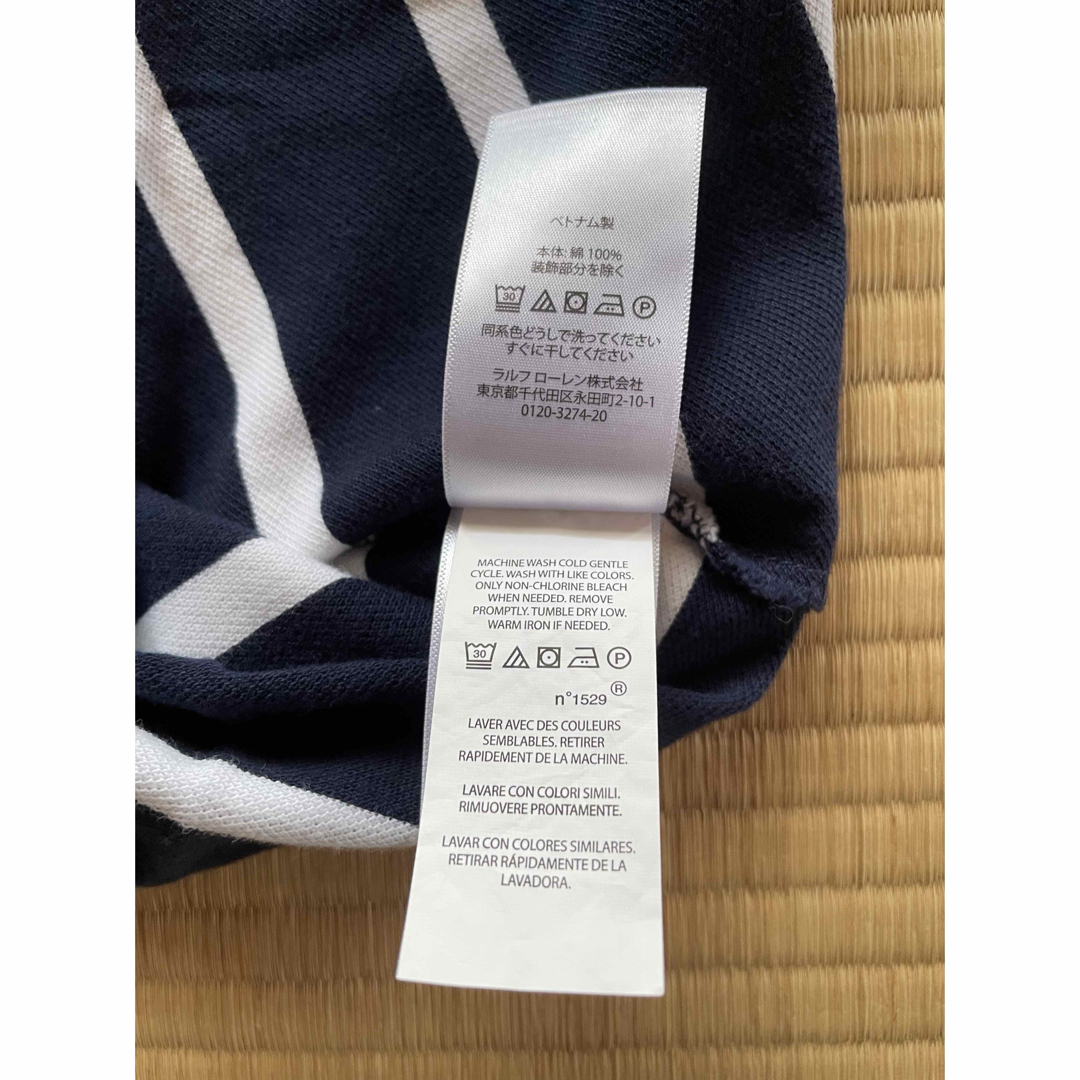 ベトナム製
本体: 綿 100%
装飾部分を除く
30 P
同系色どうしで洗ってください
すぐに干してください
ラルフ ローレン株式会社
東京都千代田区永田町2-10-1
0120-3274-20
MACHINE WASH COLD GENTLE
CYCLE. WASH WITH LIKE COLORS.
ONLY NON-CHLORINE BLEACH
WHEN NEEDED. REMOVE
PROMPTLY. TUMBLE DRY LOW.
WARM IRON IF NEEDED.
30 P
n°1529 ®
LAVER AVEC DES COULEURS
SEMBLABLES. RETIRER
RAPIDEMENT DE LA MACHINE.
LAVARE CON COLORI SIMILI.
RIMUOVERE PRONTAMENTE.
LAVAR CON COLORES SIMILARES.
RETIRAR RÁPIDAMENTE DE LA
LAVADORA.